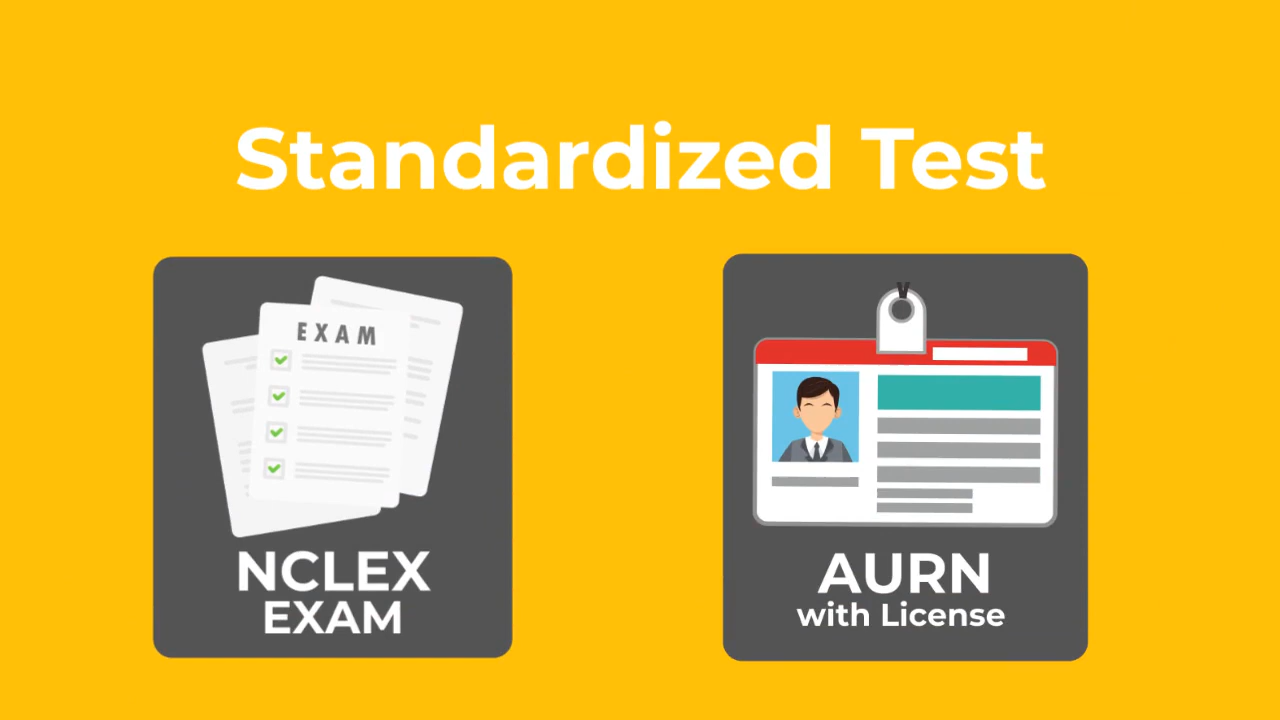 Standardized Test
EXAM
NCLEX
EXAM
AURN
with License